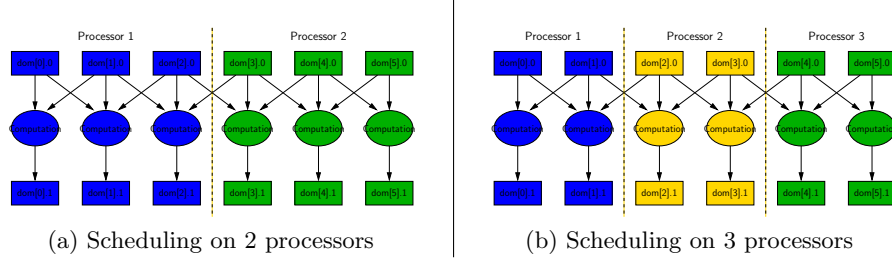 Processor 1 Processor 2
dom[0].0 dom[1].0 dom[2].0 dom[3].0 dom[4].0 dom[5].0
Computation Computation Computation Computation Computation Computation
dom[0].1 dom[1].1 dom[2].1 dom[3].1 dom[4].1 dom[5].1
(a) Scheduling on 2 processors
Processor 1 Processor 2 Processor 3
dom[0].0 dom[1].0 dom[2].0 dom[3].0 dom[4].0 dom[5].0
Computation Computation Computation Computation Computation Computation
dom[0].1 dom[1].1 dom[2].1 dom[3].1 dom[4].1 dom[5].1
(b) Scheduling on 3 processors